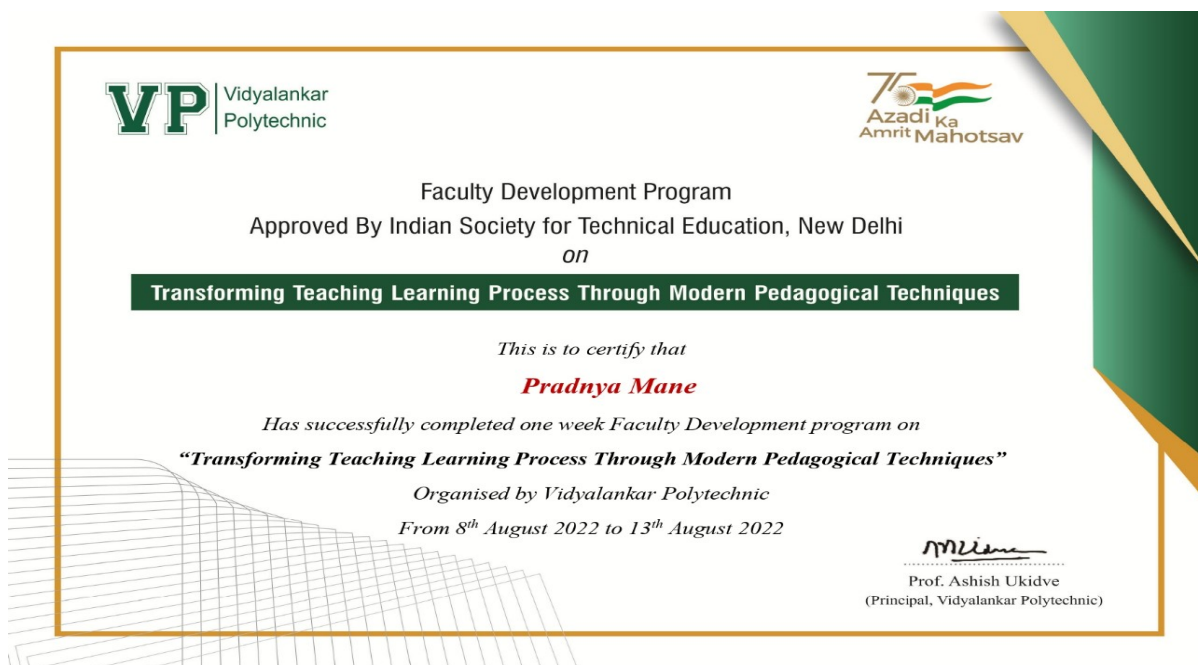 VP Vidyalankar
Polytechnic
75
Azadi Ka
Amrit Mahotsav
Faculty Development Program
Approved By Indian Society for Technical Education, New Delhi
on
Transforming Teaching Learning Process Through Modern Pedagogical Techniques
This is to certify that
Pradnya Mane
Has successfully completed one week Faculty Development program on
“Transforming Teaching Learning Process Through Modern Pedagogical Techniques”
Organised by Vidyalankar Polytechnic
From 8th August 2022 to 13th August 2022
Prof. Ashish Ukidve
(Principal, Vidyalankar Polytechnic)